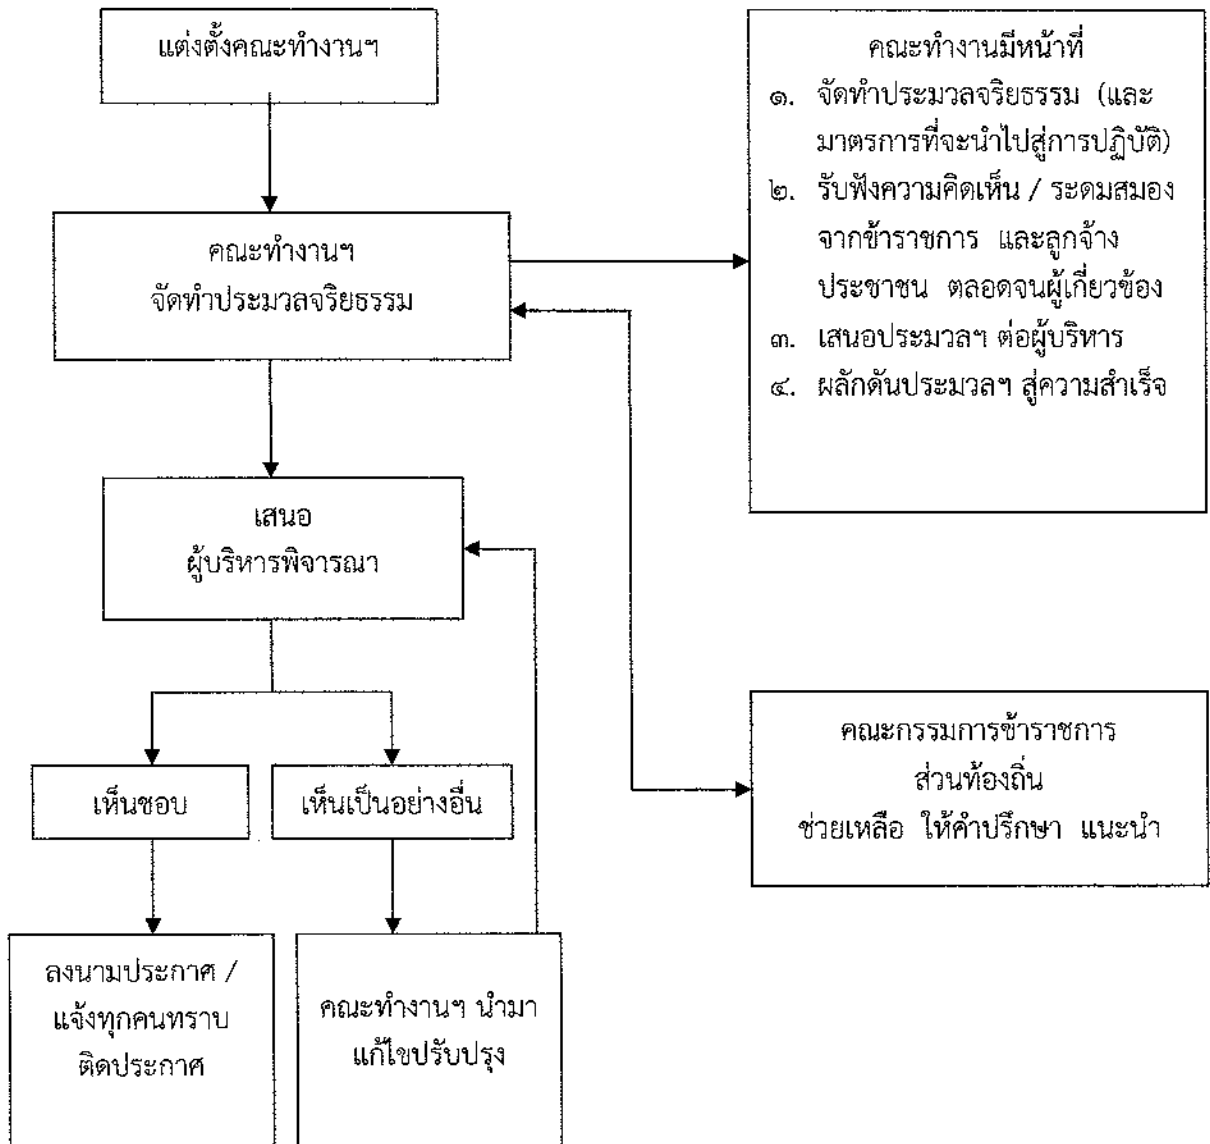 แต่งตั้งคณะทำงานฯ
คณะทำงานฯ
จัดทำประมวลจริยธรรม
คณะทำงานมีหน้าที่
๑. จัดทำประมวลจริยธรรม (และ
มาตรการที่จะนำไปสู่การปฏิบัติ)
๒. รับฟังความคิดเห็น / ระดมสมอง
จากข้าราชการ และลูกจ้าง
ประชาชน ตลอดจนผู้เกี่ยวข้อง
๓. เสนอประมวลฯ ต่อผู้บริหาร
๔. ผลักดันประมวลฯ สู่ความสำเร็จ
เสนอ
ผู้บริหารพิจารณา
คณะกรรมการข้าราชการ
ส่วนท้องถิ่น
ช่วยเหลือ ให้คำปรึกษา แนะนำ
เห็นชอบ
เห็นเป็นอย่างอื่น
ลงนามประกาศ /
แจ้งทุกคนทราบ
ติดประกาศ
คณะทำงานฯ นำมา
แก้ไขปรับปรุง